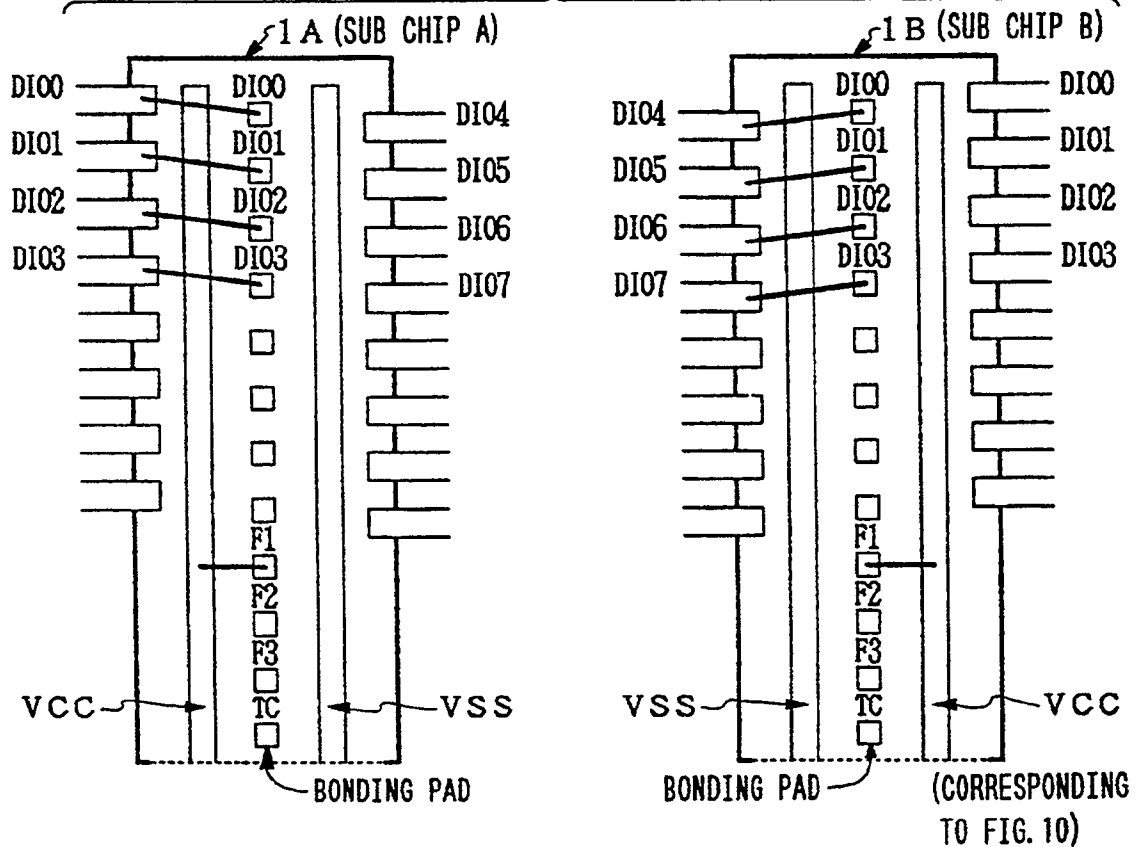 1A (SUB CHIP A)
DIO0
DIO1
DIO2
DIO3
DIO0
DIO1
DIO2
DIO3
F1
F2
F3
TC
DIO4
DIO5
DIO6
DIO7
VCC
VSS
BONDING PAD
1B (SUB CHIP B)
DIO4
DIO5
DIO6
DIO7
DIO0
DIO1
DIO2
DIO3
F1
F2
F3
TC
DIO0
DIO1
DIO2
DIO3
VSS
VCC
BONDING PAD
(CORRESPONDING
TO FIG. 10)